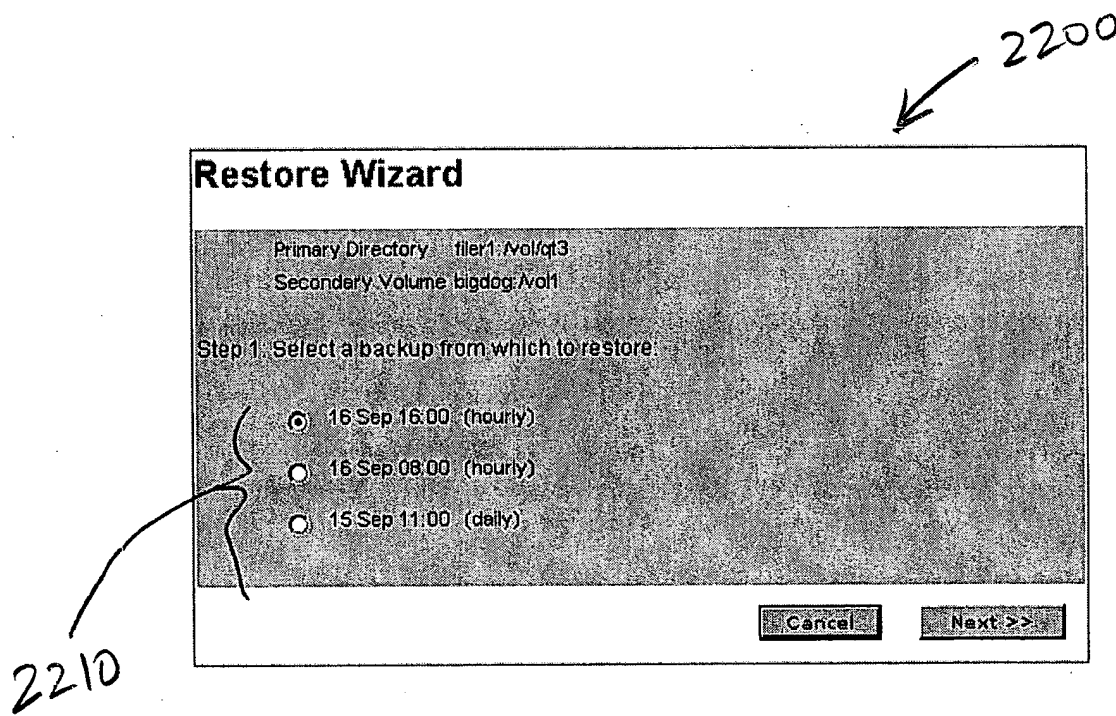 2200
Restore Wizard
Primary Directory filer1:/vol/qt3
Secondary Volume bigdog:/vol1
Step 1. Select a backup from which to restore:
16 Sep 16:00 (hourly)
16 Sep 08:00 (hourly)
15 Sep 11:00 (daily)
Cancel
Next >>
2210